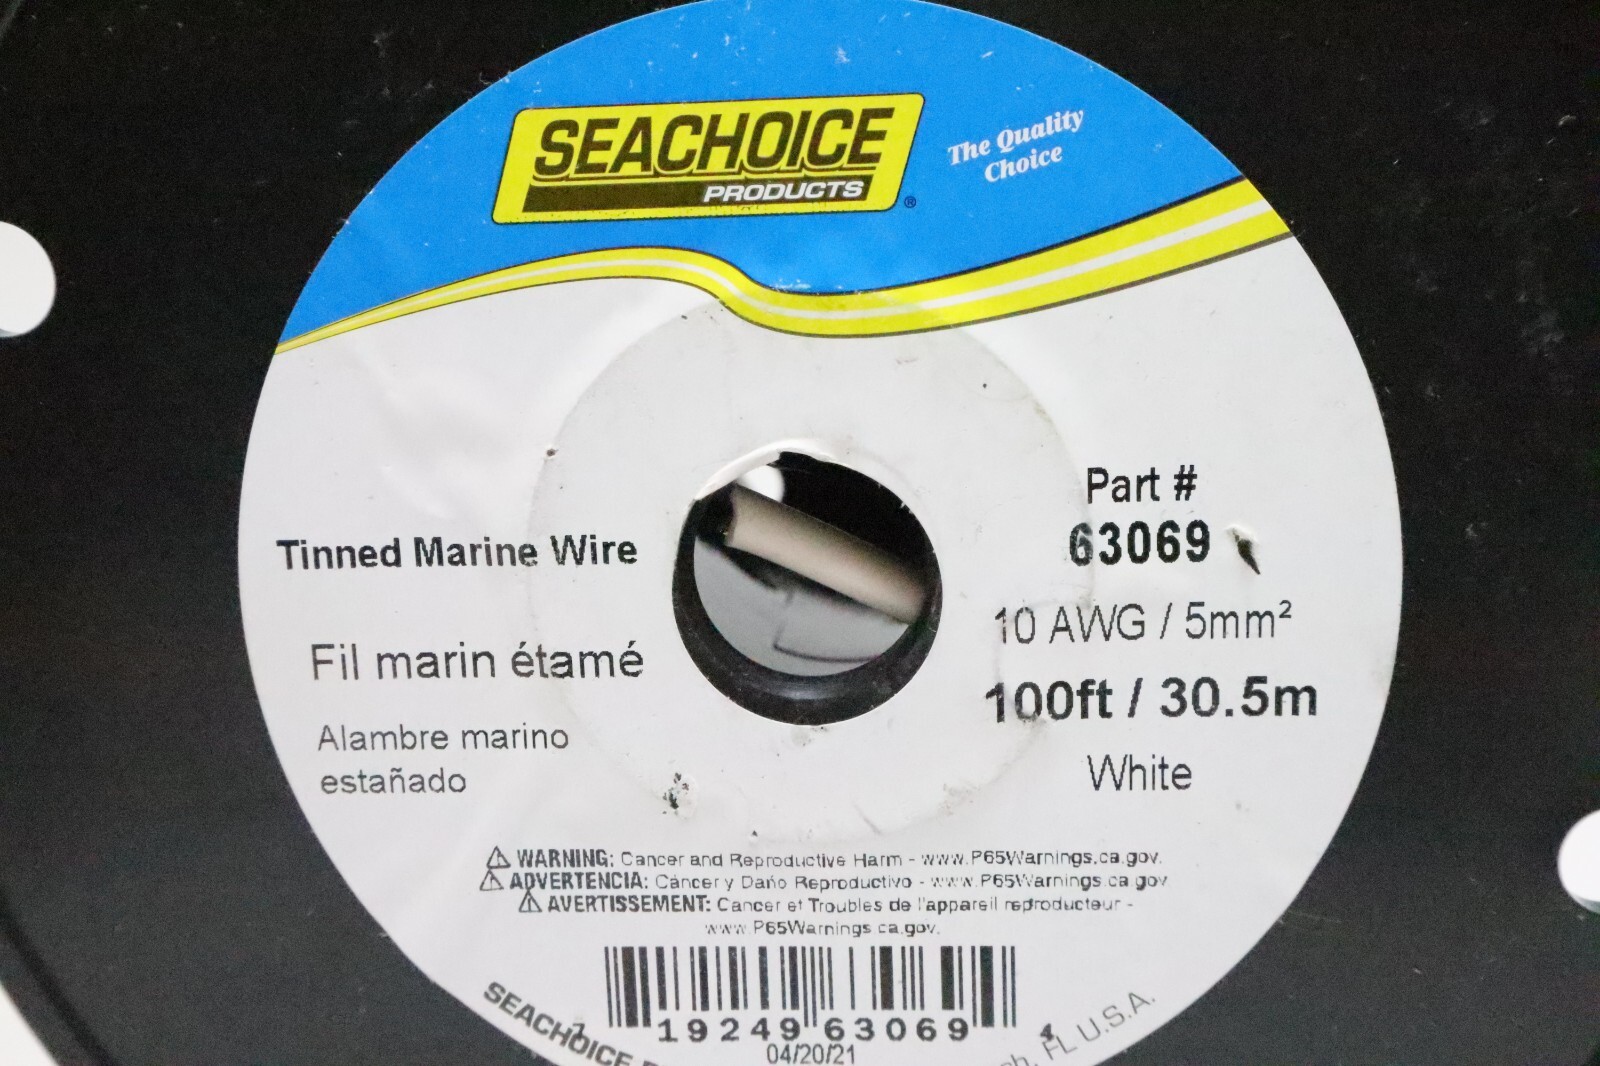 SEACHOICE
PRODUCTS®
The Quality
Choice
Tinned Marine Wire
Fil marin étamé
Alambre marino
estañado
Part #
63069
10 AWG / 5mm²
100ft / 30.5m
White
⚠ WARNING: Cancer and Reproductive Harm - www.P65Warnings.ca.gov.
⚠ ADVERTENCIA: Cáncer y Daño Reproductivo - www.P65Warnings.ca.gov
⚠ AVERTISSEMENT: Cancer et Troubles de l'appareil reproducteur -
www.P65Warnings.ca.gov.
7 19249 63069 4
04/20/21
SEACHOICE
FL U.S.A.